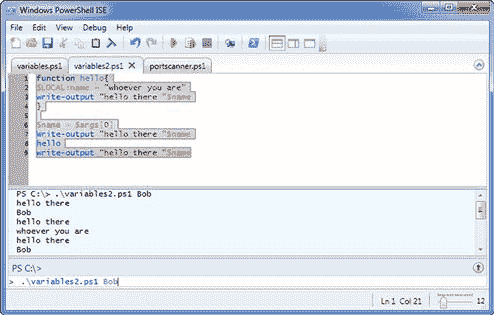 Windows PowerShell ISE
File Edit View Debug Help
variables.ps1 variables2.ps1 X portscanner.ps1
1 function hello{
2 $LOCAL:name = "whoever you are"
3 write-output "hello there "$name
4 }
5
6 $name = $args[0]
7 Write-output "hello there "$name
8 hello
9 write-output "hello there "$name
PS C:\> .\variables2.ps1 Bob
hello there
Bob
hello there
whoever you are
hello there
Bob
PS C:\>
> .\variables2.ps1 Bob
Ln 1 Col 21 12